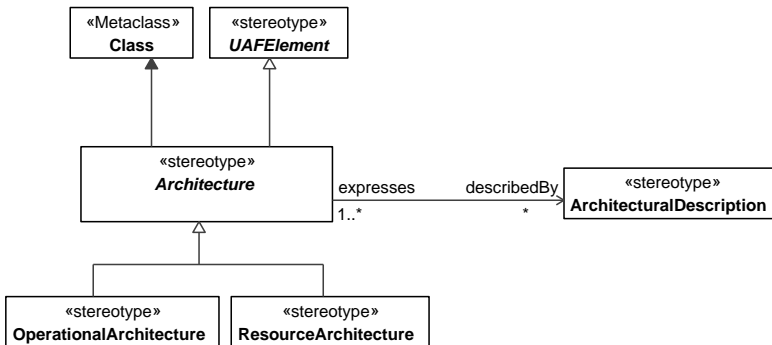 «Metaclass»
Class
«stereotype»
UAFElement
«stereotype»
Architecture
expresses
describedBy
1..*
*
«stereotype»
ArchitecturalDescription
«stereotype»
OperationalArchitecture
«stereotype»
ResourceArchitecture